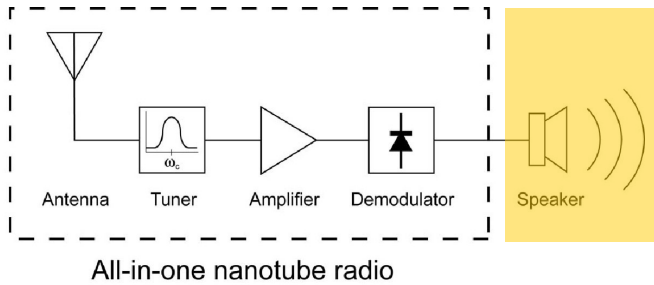 ω꜀
Antenna Tuner Amplifier Demodulator Speaker
All-in-one nanotube radio